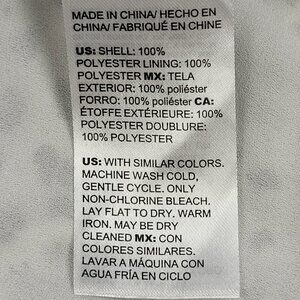 MADE IN CHINA/ HECHO EN
CHINA/ FABRIQUÉ EN CHINE
US: SHELL: 100%
POLYESTER LINING: 100%
POLYESTER MX: TELA
EXTERIOR: 100% poliéster
FORRO: 100% poliéster CA:
ÉTOFFE EXTÉRIEURE: 100%
POLYESTER DOUBLURE:
100% POLYESTER
US: WITH SIMILAR COLORS.
MACHINE WASH COLD,
GENTLE CYCLE. ONLY
NON-CHLORINE BLEACH.
LAY FLAT TO DRY. WARM
IRON. MAY BE DRY
CLEANED MX: CON
COLORES SIMILARES.
LAVAR A MÁQUINA CON
AGUA FRÍA EN CICLO